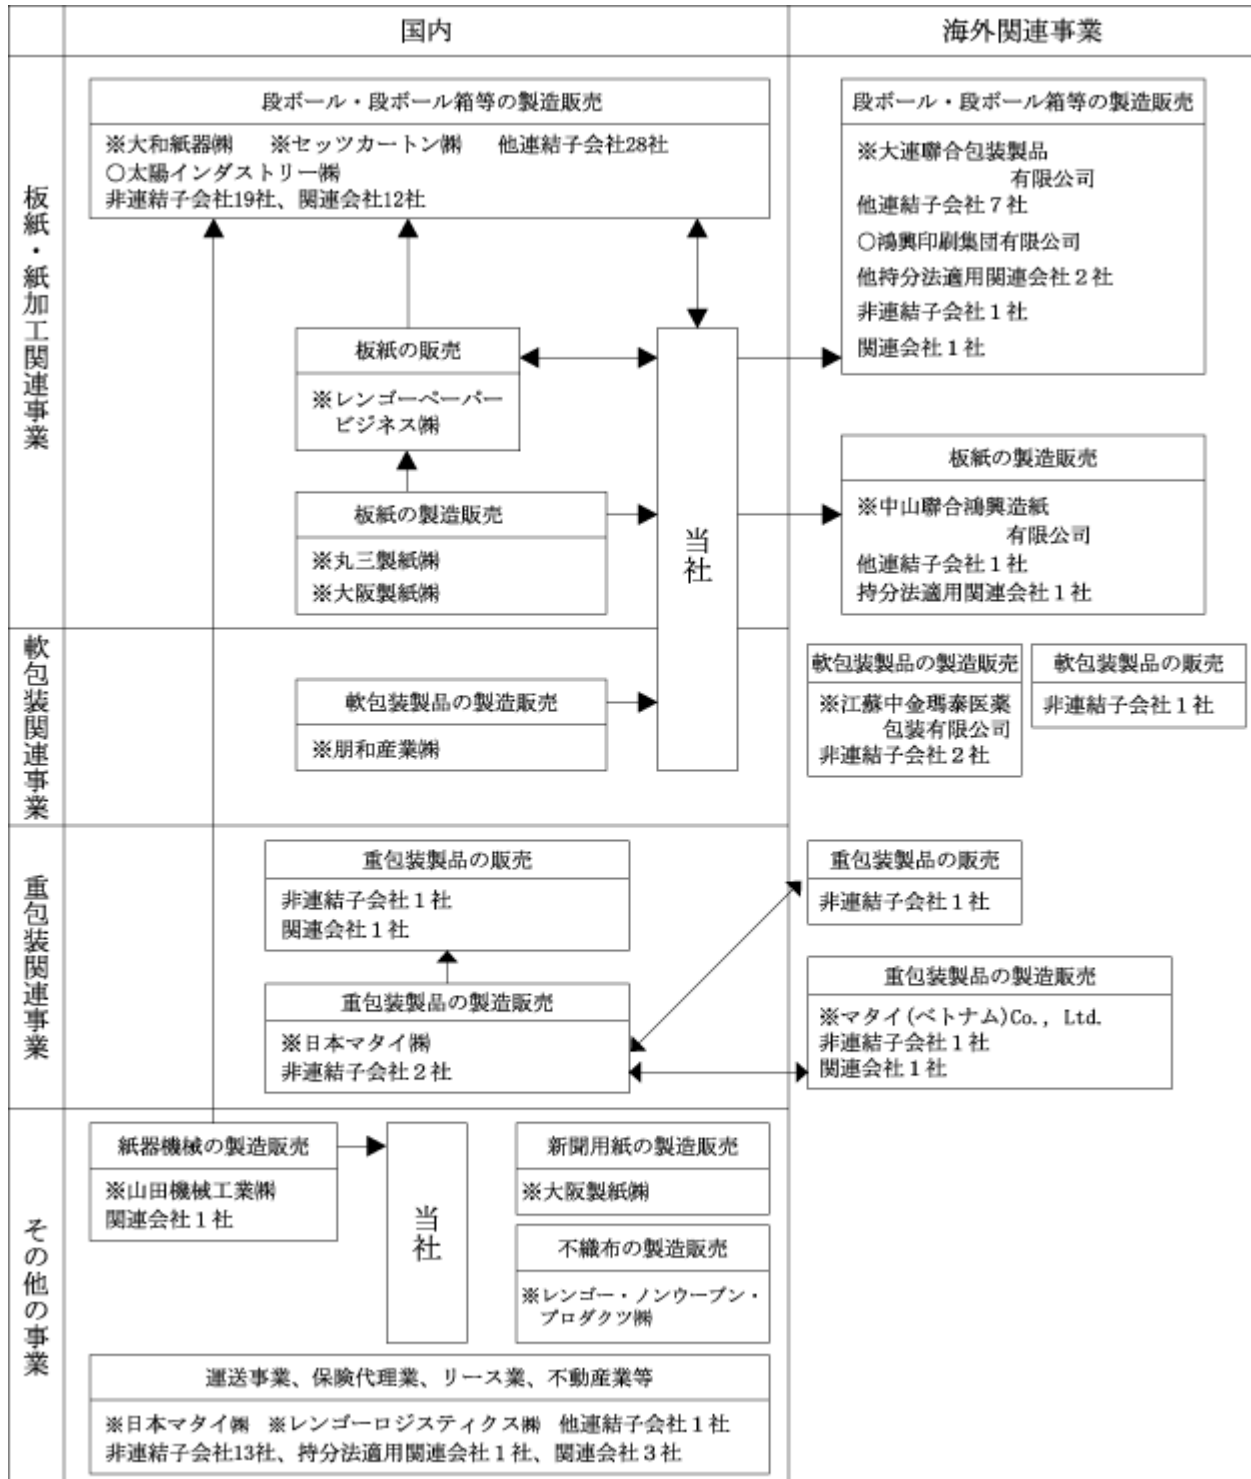 国内
海外関連事業
板紙・紙加工関連事業
段ボール・段ボール箱等の製造販売
※大和紙器㈱　※セッツカートン㈱　他連結子会社28社
○太陽インダストリー㈱
非連結子会社19社、関連会社12社
板紙の販売
※レンゴーペーパー
ビジネス㈱
板紙の製造販売
※丸三製紙㈱
※大阪製紙㈱
当社
段ボール・段ボール箱等の製造販売
※大連聯合包装製品
有限公司
他連結子会社７社
○鴻興印刷集団有限公司
他持分法適用関連会社２社
非連結子会社１社
関連会社１社
板紙の製造販売
※中山聯合鴻興造紙
有限公司
他連結子会社１社
持分法適用関連会社１社
軟包装関連事業
軟包装製品の製造販売
※朋和産業㈱
軟包装製品の製造販売
※江蘇中金瑪泰医薬
包装有限公司
非連結子会社２社
軟包装製品の販売
非連結子会社１社
重包装関連事業
重包装製品の販売
非連結子会社１社
関連会社１社
重包装製品の製造販売
※日本マタイ㈱
非連結子会社２社
重包装製品の販売
非連結子会社１社
重包装製品の製造販売
※マタイ(ベトナム)Co., Ltd.
非連結子会社１社
関連会社１社
その他の事業
紙器機械の製造販売
※山田機械工業㈱
関連会社１社
当社
新聞用紙の製造販売
※大阪製紙㈱
不織布の製造販売
※レンゴー・ノンウーブン・
プロダクツ㈱
運送事業、保険代理業、リース業、不動産業等
※日本マタイ㈱　※レンゴーロジスティクス㈱　他連結子会社１社
非連結子会社13社、持分法適用関連会社１社、関連会社３社